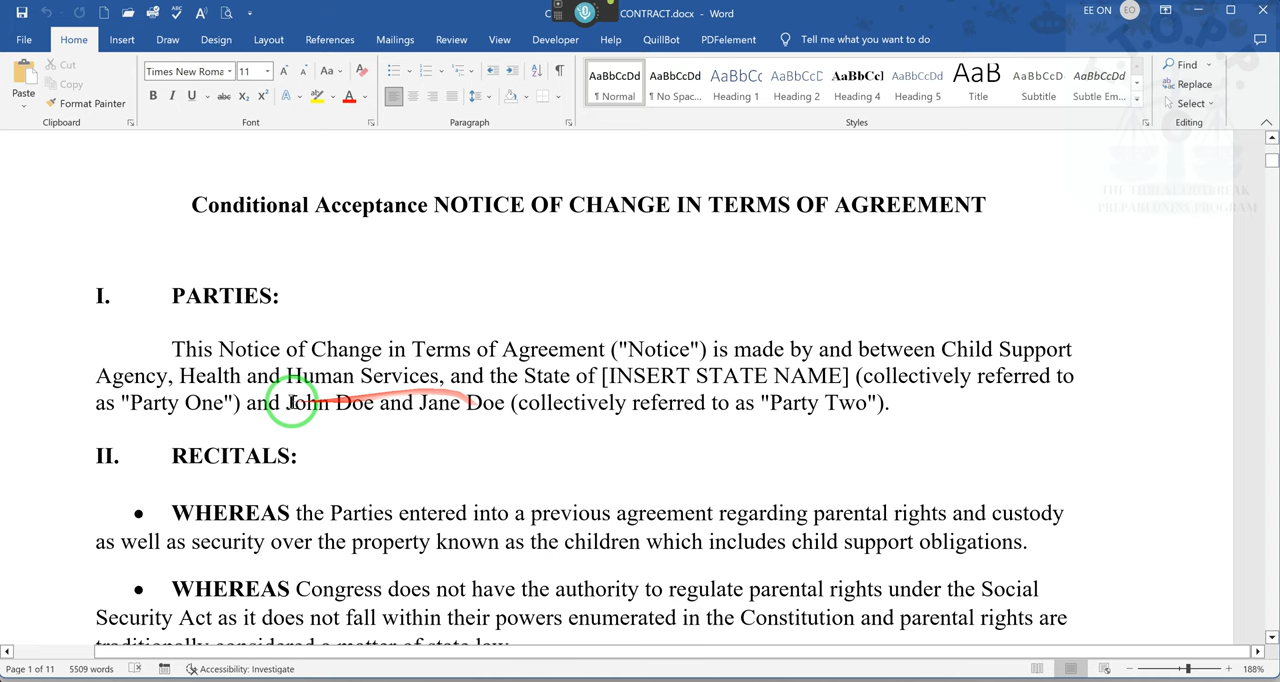 CONTRACT.docx - Word
EE ON
EO
File Home Insert Draw Design Layout References Mailings Review View Developer Help QuillBot PDFelement Tell me what you want to do
Paste
Cut
Copy
Format Painter
Clipboard
Times New Roma 11
Font
Paragraph
AaBbCcDd AaBbCcDd AaBbCc AaBbCcD AaBbCcl AaBbCcDd AaB AaBbCcD AaBbCcDd
¶ Normal ¶ No Spac... Heading 1 Heading 2 Heading 4 Heading 5 Title Subtitle Subtle Em...
Styles
Find
Replace
Select
Editing
PREPAREDNESS PROGRAM
Conditional Acceptance NOTICE OF CHANGE IN TERMS OF AGREEMENT
I. PARTIES:
This Notice of Change in Terms of Agreement ("Notice") is made by and between Child Support
Agency, Health and Human Services, and the State of [INSERT STATE NAME] (collectively referred to
as "Party One") and John Doe and Jane Doe (collectively referred to as "Party Two").
II. RECITALS:
• WHEREAS the Parties entered into a previous agreement regarding parental rights and custody
as well as security over the property known as the children which includes child support obligations.
• WHEREAS Congress does not have the authority to regulate parental rights under the Social
Security Act as it does not fall within their powers enumerated in the Constitution and parental rights are
traditionally considered a matter of state law
Page 1 of 11 5509 words Accessibility: Investigate 188%